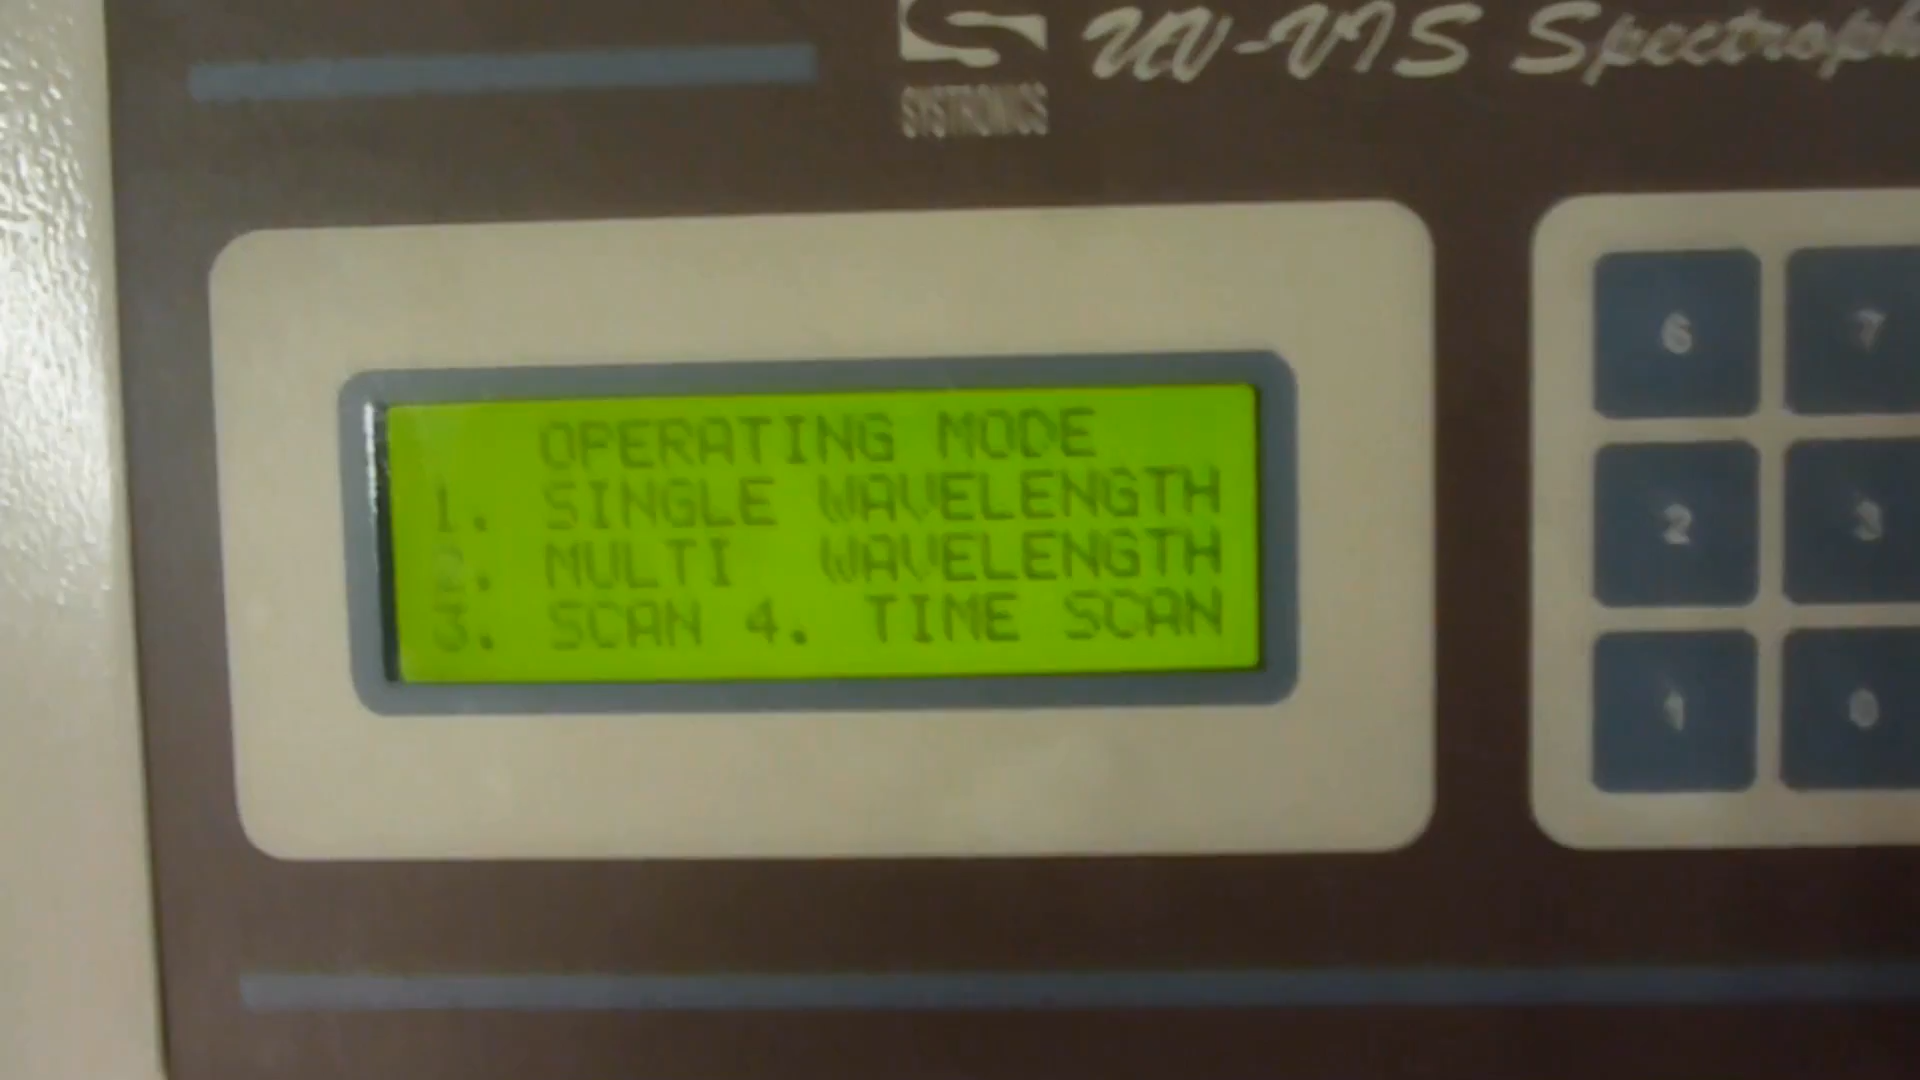 SYSTRONICS
UV-VIS
OPERATING MODE
1. SINGLE WAVELENGTH
2. MULTI WAVELENGTH
3. SCAN 4. TIME SCAN
6 7
2 3
1 0